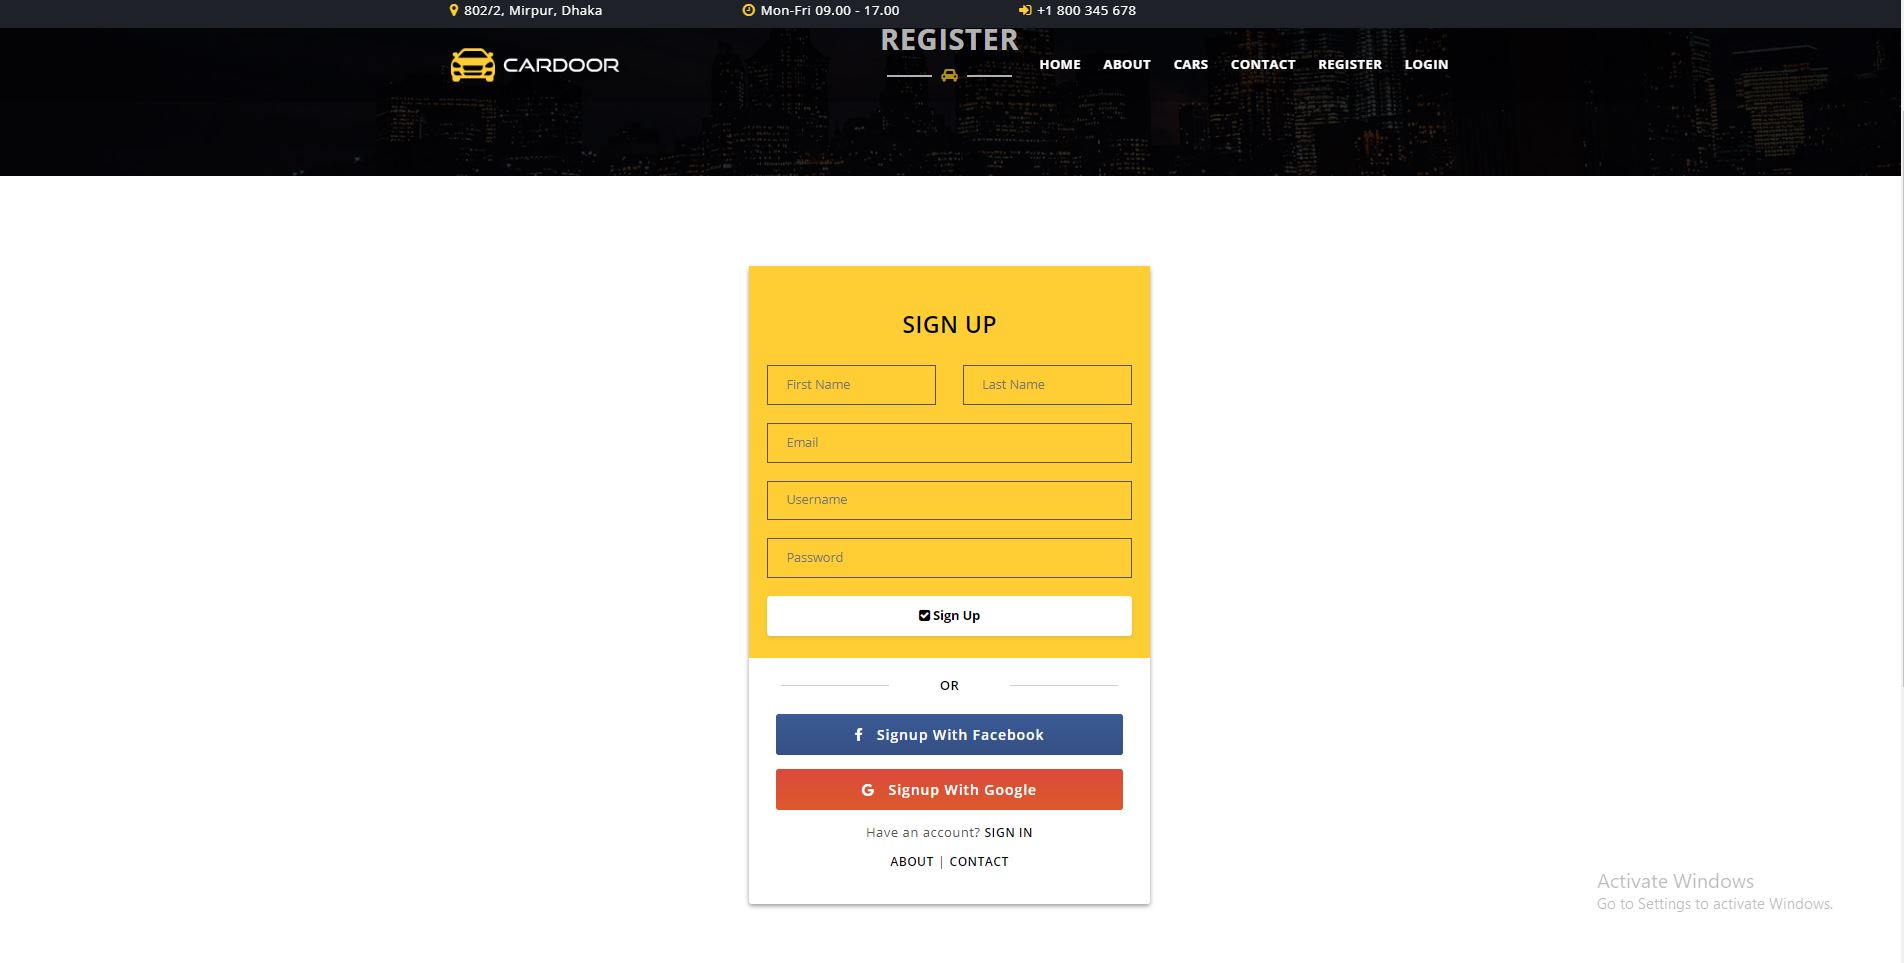 802/2, Mirpur, Dhaka
Mon-Fri 09.00 - 17.00
+1 800 345 678
REGISTER
CARDOOR
HOME ABOUT CARS CONTACT REGISTER LOGIN
SIGN UP
First Name Last Name
Email
Username
Password
Sign Up
OR
Signup With Facebook
Signup With Google
Have an account? SIGN IN
ABOUT | CONTACT
Activate Windows
Go to Settings to activate Windows.